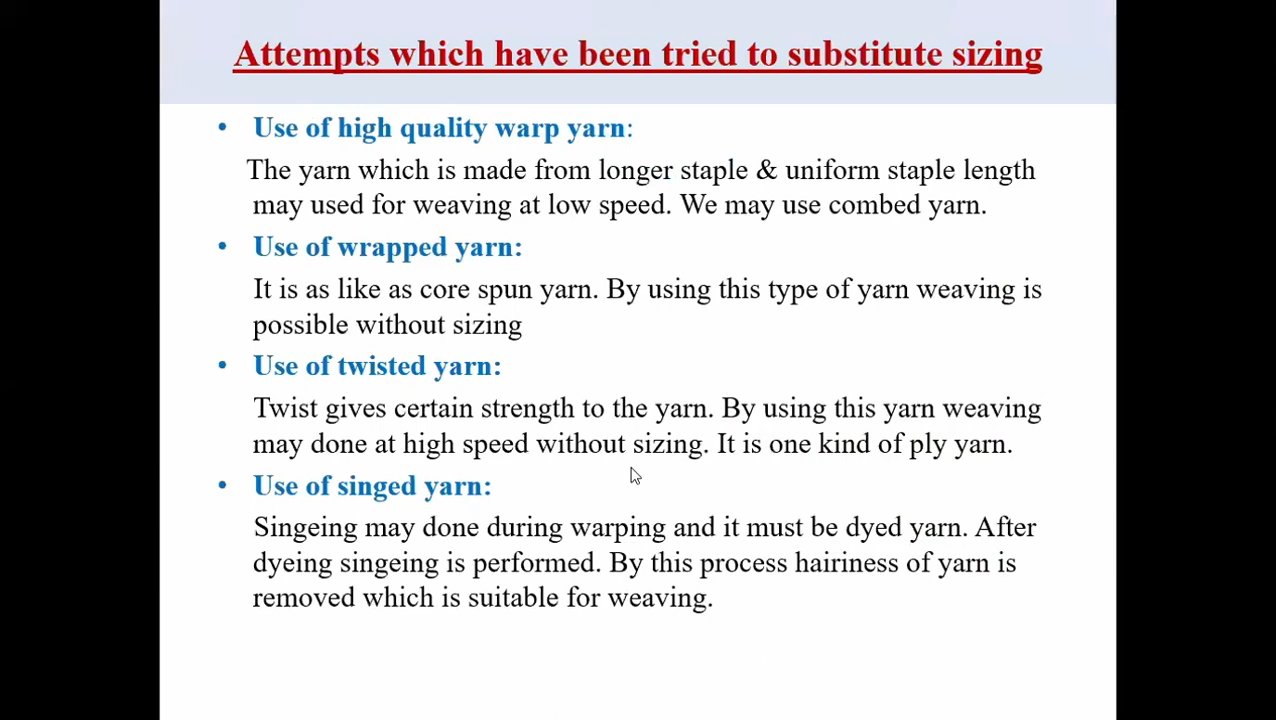 Attempts which have been tried to substitute sizing
• Use of high quality warp yarn:
The yarn which is made from longer staple & uniform staple length
may used for weaving at low speed. We may use combed yarn.
• Use of wrapped yarn:
It is as like as core spun yarn. By using this type of yarn weaving is
possible without sizing
• Use of twisted yarn:
Twist gives certain strength to the yarn. By using this yarn weaving
may done at high speed without sizing. It is one kind of ply yarn.
• Use of singed yarn:
Singeing may done during warping and it must be dyed yarn. After
dyeing singeing is performed. By this process hairiness of yarn is
removed which is suitable for weaving.